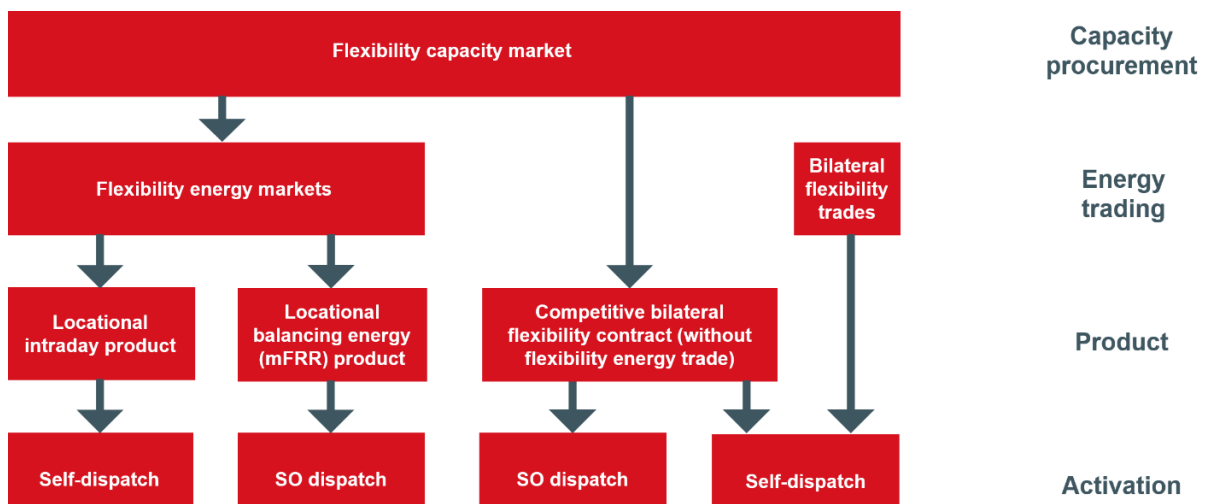 Flexibility capacity market
Capacity
procurement
Flexibility energy markets
Bilateral
flexibility
trades
Energy
trading
Locational
intraday product
Locational
balancing energy
(mFRR) product
Competitive bilateral
flexibility contract (without
flexibility energy trade)
Product
Self-dispatch
SO dispatch
SO dispatch
Self-dispatch
Activation